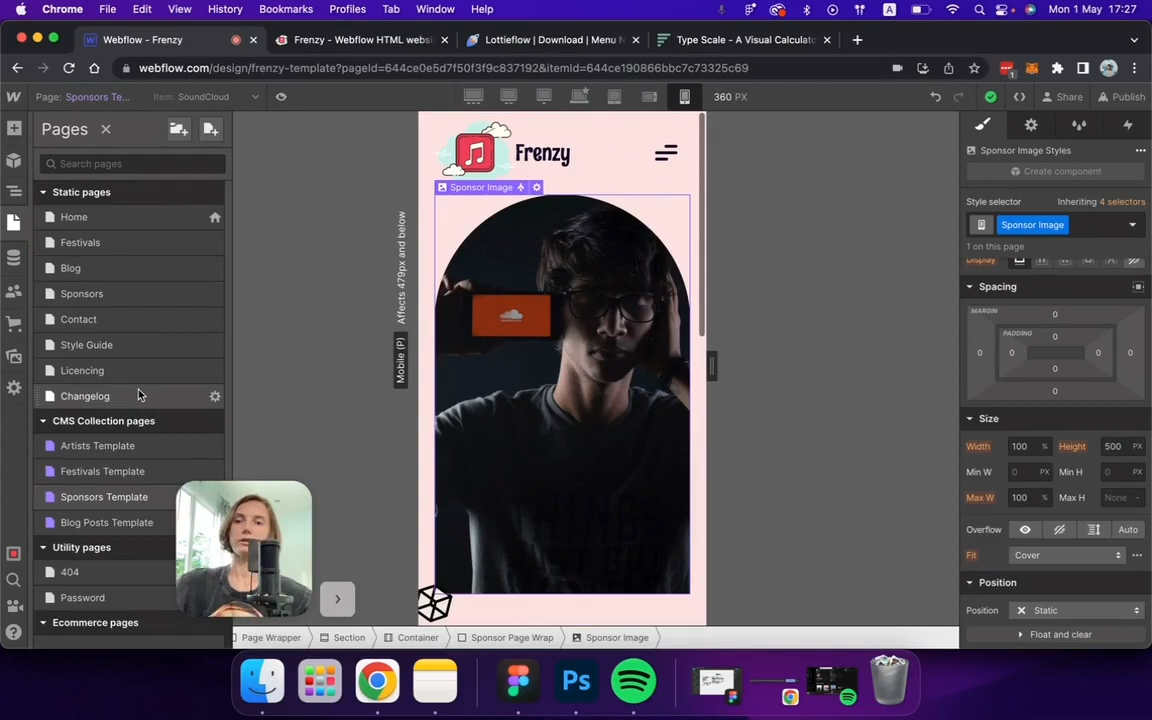 Chrome File Edit View History Bookmarks Profiles Tab Window Help A Mon 1 May 17:27
Webflow - Frenzy
Frenzy - Webflow HTML websi
Lottieflow | Download | Menu N
Type Scale - A Visual Calculato
webflow.com/design/frenzy-template?pageId=644ce0e5d7f50f3f9c837192&itemId=644ce190866bbc7c73325c69
1
Page: Sponsors Te... Item: SoundCloud
360 PX
Share
Publish
Pages
Search pages
Static pages
Home
Festivals
Blog
Sponsors
Contact
Style Guide
Licencing
Changelog
CMS Collection pages
Artists Template
Festivals Template
Sponsors Template
Blog Posts Template
Utility pages
404
Password
Ecommerce pages
Affects 479px and below
Mobile (P)
Frenzy
Sponsor Image
Page Wrapper
Section
Container
Sponsor Page Wrap
Sponsor Image
Sponsor Image Styles
Create component
Style selector
Inheriting 4 selectors
Sponsor Image
1 on this page
Display
Spacing
MARGIN
0
PADDING
0
0 0 0 0
0
0
Size
Width 100 % Height 500 PX
Min W 0 PX Min H 0 PX
Max W 100 % Max H None -
Overflow Auto
Fit Cover
Position
Position Static
Float and clear
Ps